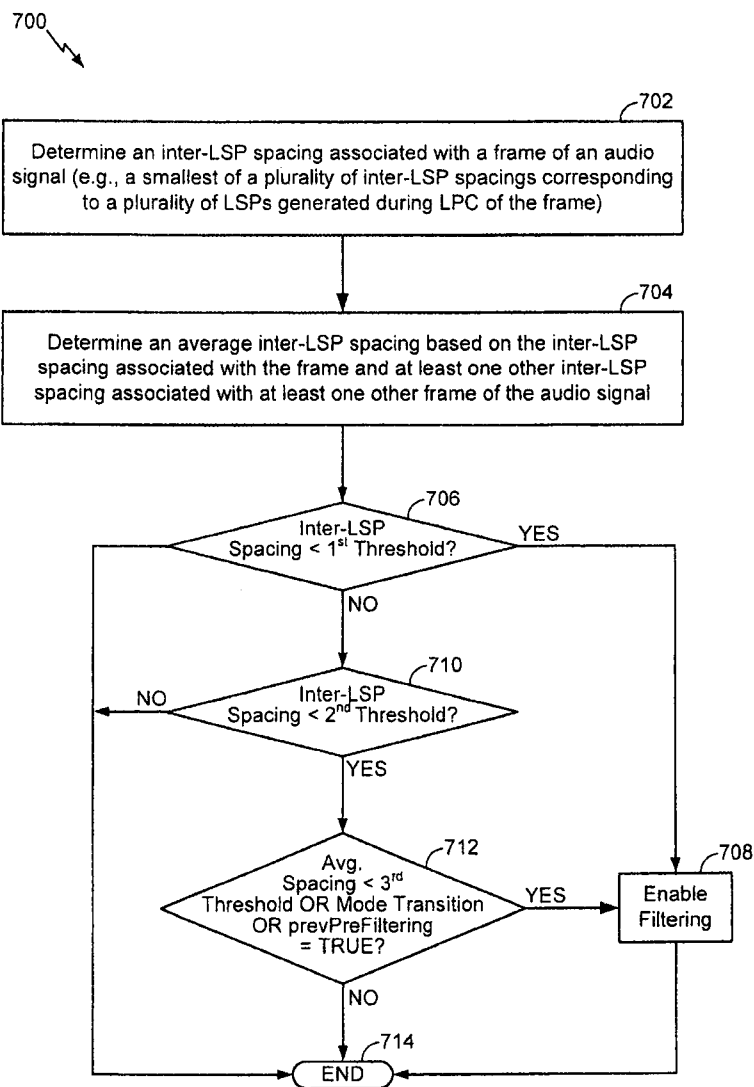 700
702
Determine an inter-LSP spacing associated with a frame of an audio
signal (e.g., a smallest of a plurality of inter-LSP spacings corresponding
to a plurality of LSPs generated during LPC of the frame)
704
Determine an average inter-LSP spacing based on the inter-LSP
spacing associated with the frame and at least one other inter-LSP
spacing associated with at least one other frame of the audio signal
706
Inter-LSP
Spacing < 1st Threshold?
YES
NO
710
Inter-LSP
Spacing < 2nd Threshold?
NO
YES
712
Avg.
Spacing < 3rd
Threshold OR Mode Transition
OR prevPreFiltering
= TRUE?
YES
708
Enable
Filtering
NO
714
END